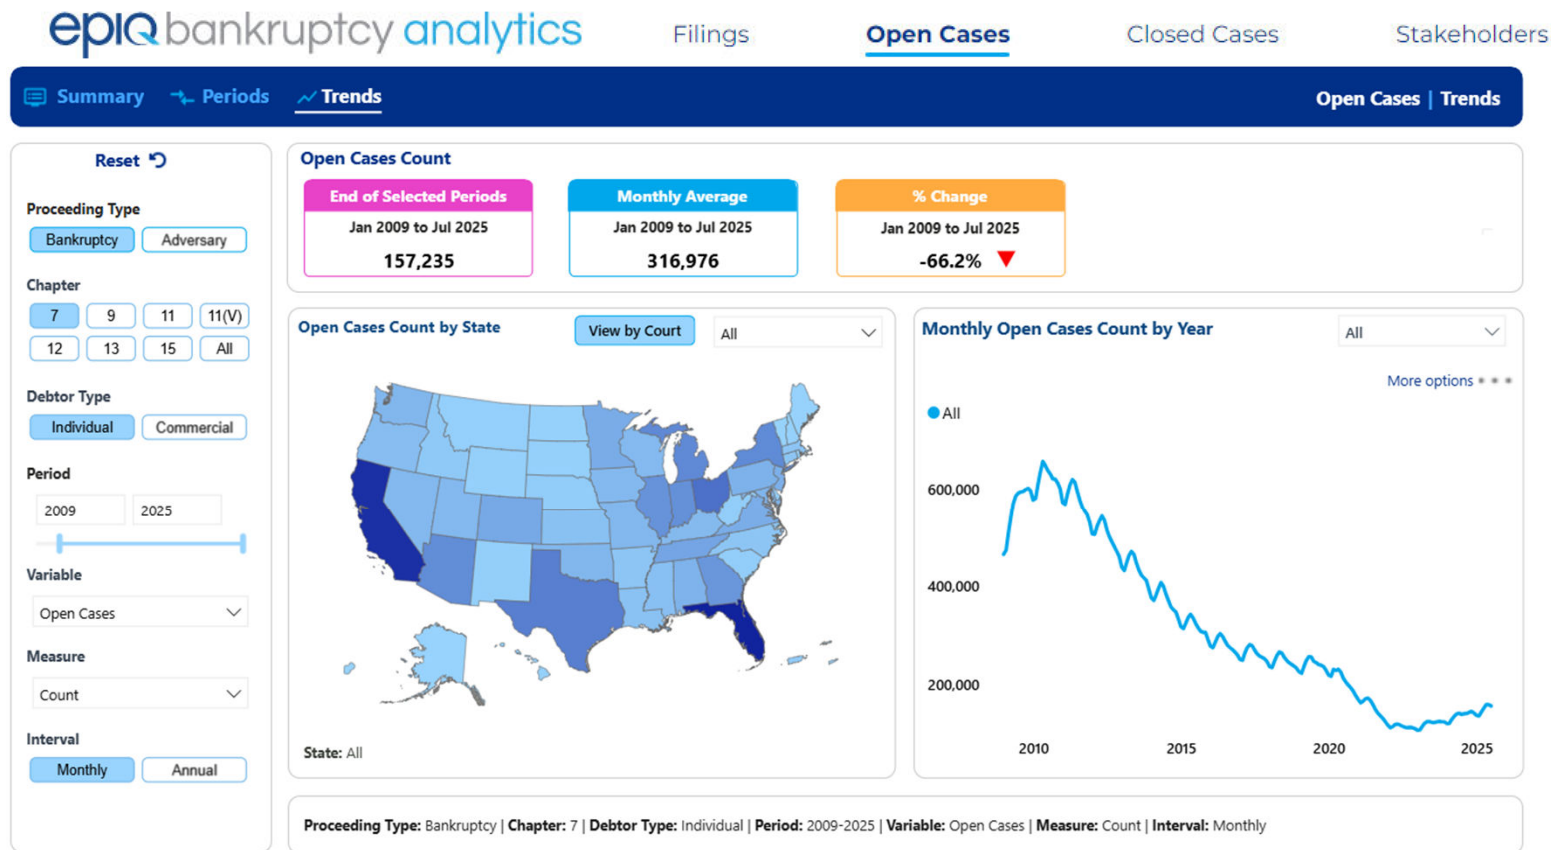 epiq bankruptcy analytics
Filings
Open Cases
Closed Cases
Stakeholders
Summary
Periods
Trends
Open Cases | Trends
Reset
Proceeding Type
Bankruptcy
Adversary
Chapter
7
9
11
11(V)
12
13
15
All
Debtor Type
Individual
Commercial
Period
2009
2025
Variable
Open Cases
Measure
Count
Interval
Monthly
Annual
Open Cases Count
End of Selected Periods
Jan 2009 to Jul 2025
157,235
Monthly Average
Jan 2009 to Jul 2025
316,976
% Change
Jan 2009 to Jul 2025
-66.2%
Open Cases Count by State
View by Court
All
State: All
Monthly Open Cases Count by Year
All
More options
All
600,000
400,000
200,000
2010
2015
2020
2025
Proceeding Type: Bankruptcy | Chapter: 7 | Debtor Type: Individual | Period: 2009-2025 | Variable: Open Cases | Measure: Count | Interval: Monthly